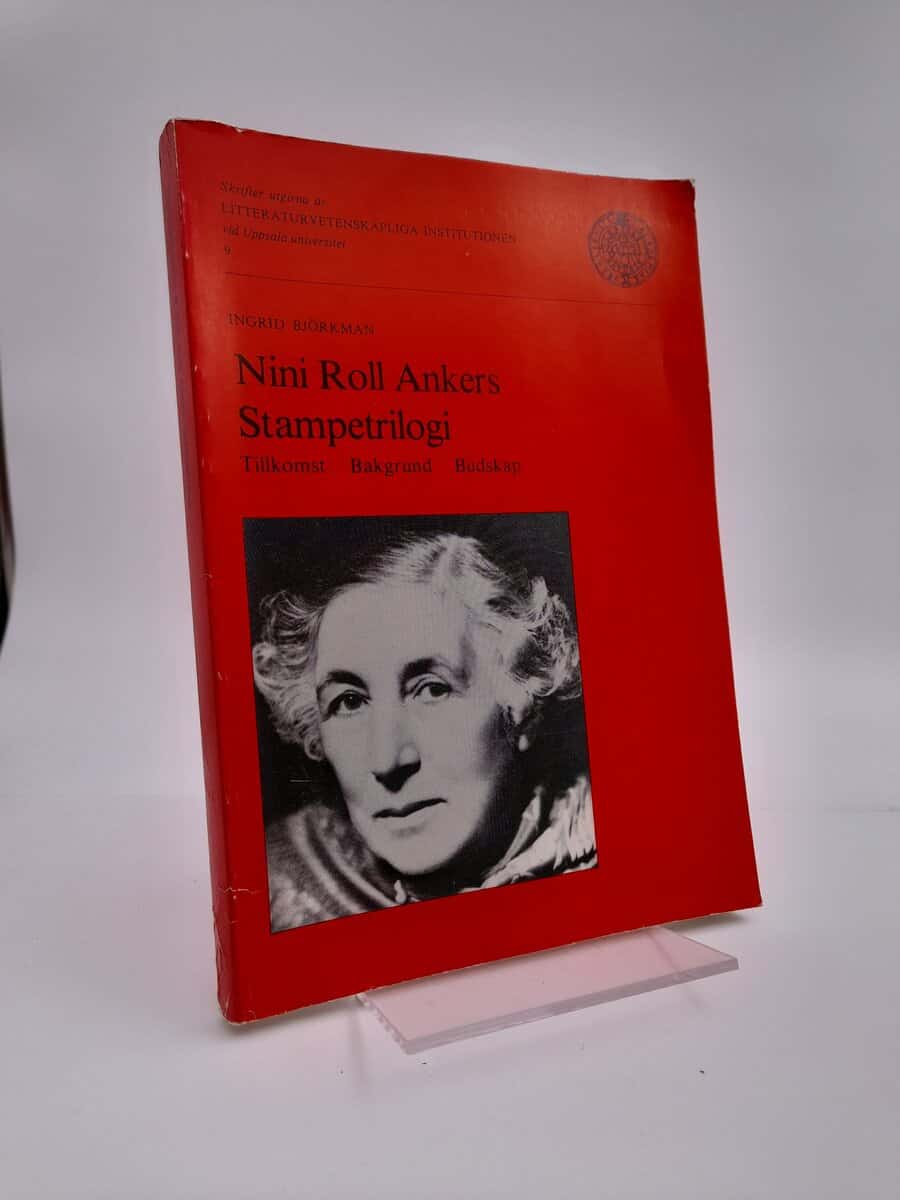 Skrifter utgivna av
LITTERATURVETENSKAPLIGA INSTITUTIONEN
vid Uppsala universitet
9
INGRID BJÖRKMAN
Nini Roll Ankers
Stampetrilogi
Tillkomst Bakgrund Budskap